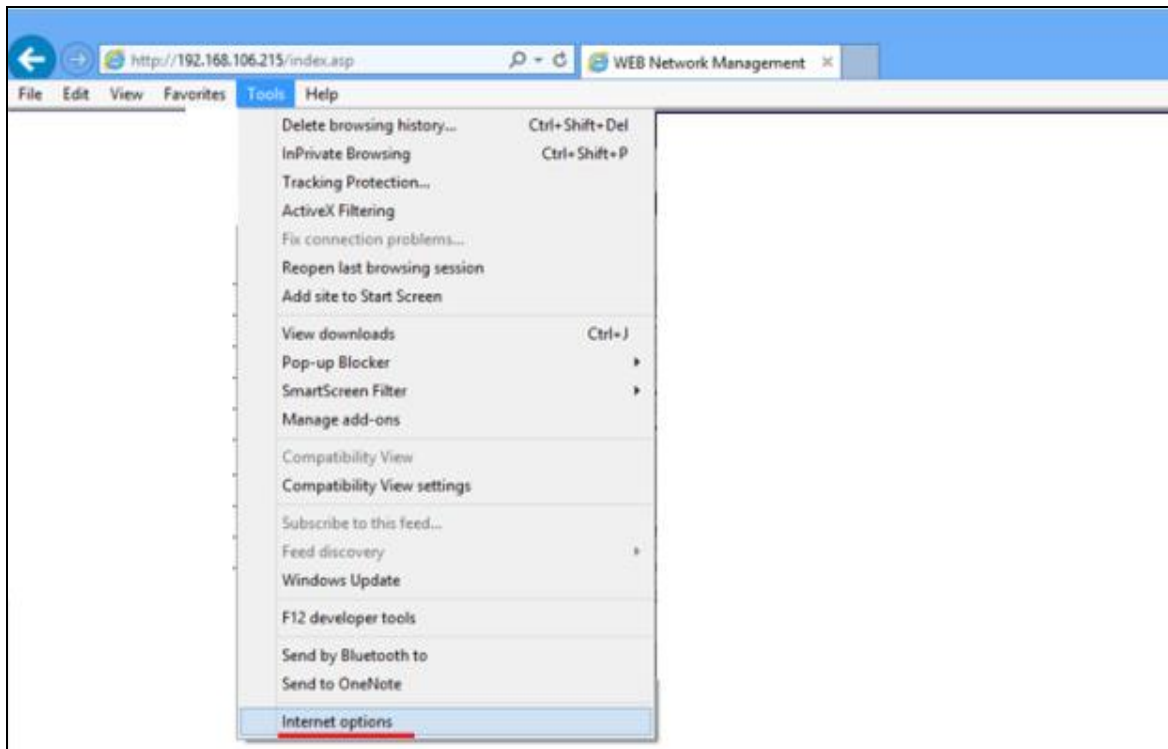 http://192.168.106.215/index.asp WEB Network Management
File Edit View Favorites Tools Help
Delete browsing history... Ctrl+Shift+Del
InPrivate Browsing Ctrl+Shift+P
Tracking Protection...
ActiveX Filtering
Fix connection problems...
Reopen last browsing session
Add site to Start Screen
View downloads Ctrl+J
Pop-up Blocker
SmartScreen Filter
Manage add-ons
Compatibility View
Compatibility View settings
Subscribe to this feed...
Feed discovery
Windows Update
F12 developer tools
Send by Bluetooth to
Send to OneNote
Internet options